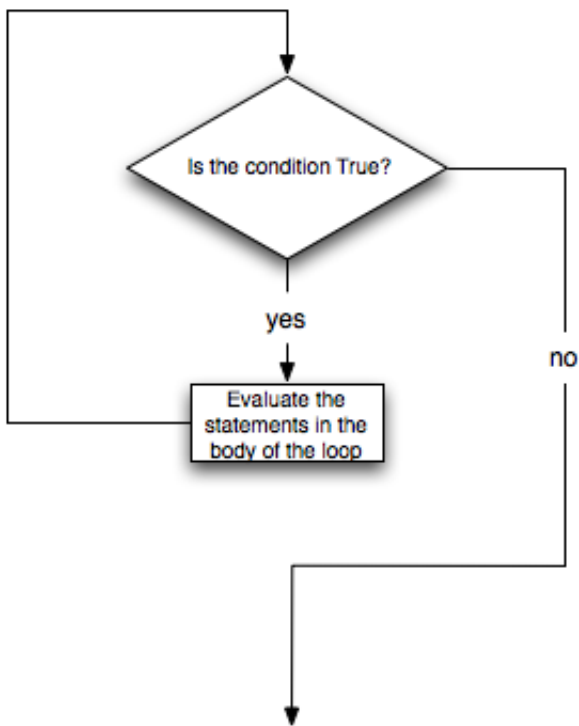 Is the condition True?
yes
no
Evaluate the
statements in the
body of the loop